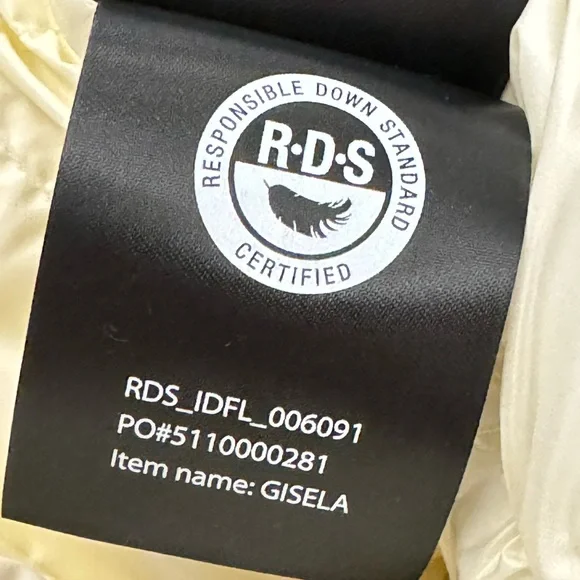 RESPONSIBLE DOWN STANDARD
R•D•S
CERTIFIED
RDS_IDFL_006091
PO#5110000281
Item name: GISELA